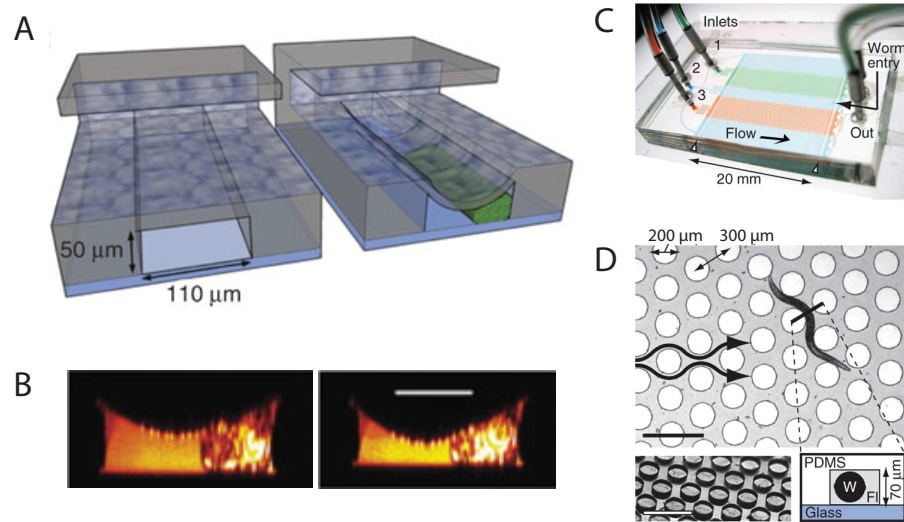 A
50 μm
110 μm
B
C
Inlets
1
2
3
Worm
entry
Out
Flow
20 mm
D
200 μm
300 μm
PDMS
W
Fl
70 μm
Glass